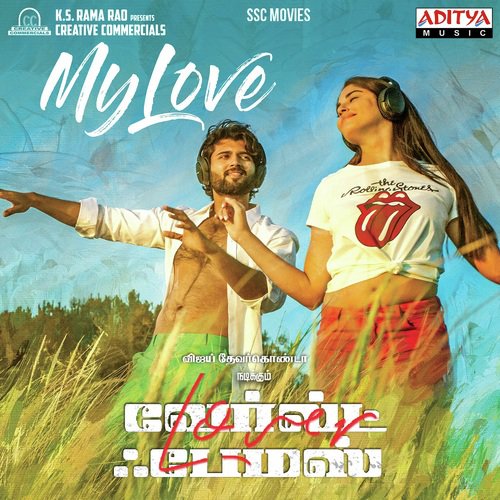 K.S. RAMA RAO PRESENTS
CREATIVE COMMERCIALS
SSC MOVIES
ADITYA
MUSIC
My Love
the
Rolling Stones
விஜய் தேவரகொண்டா
நடிக்கும்
வேர்ல்ட்
ஃபேமஸ்
Lover